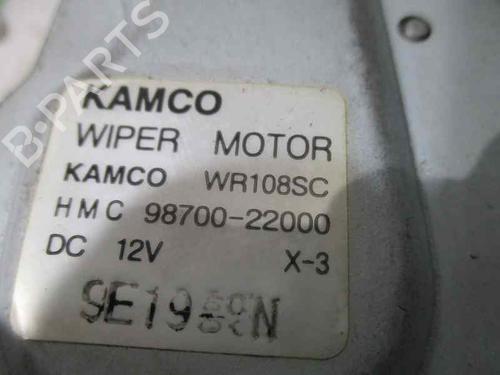 KAMCO
WIPER MOTOR
KAMCO WR108SC
HMC 98700-22000
DC 12V X-3
B-PARTS